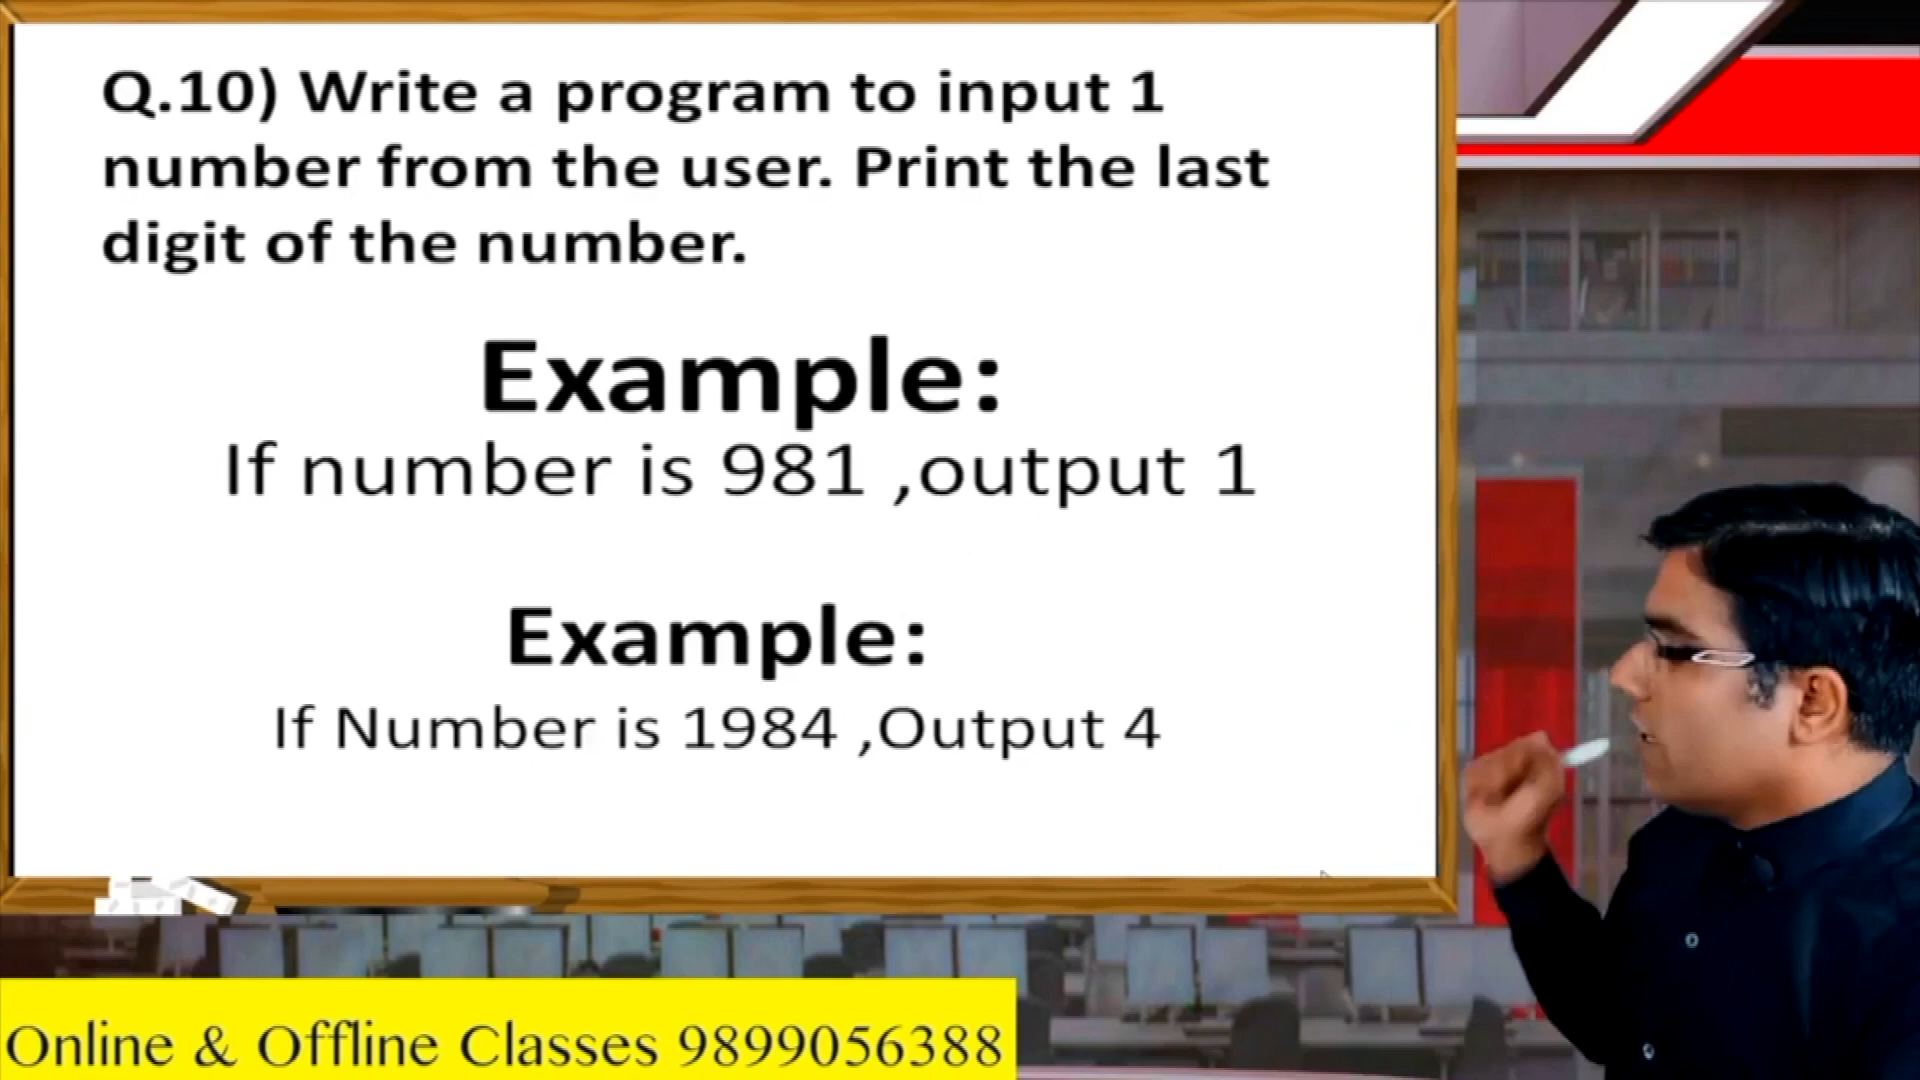 Q.10) Write a program to input 1
number from the user. Print the last
digit of the number.
Example:
If number is 981 ,output 1
Example:
If Number is 1984 ,Output 4
Online & Offline Classes 9899056388